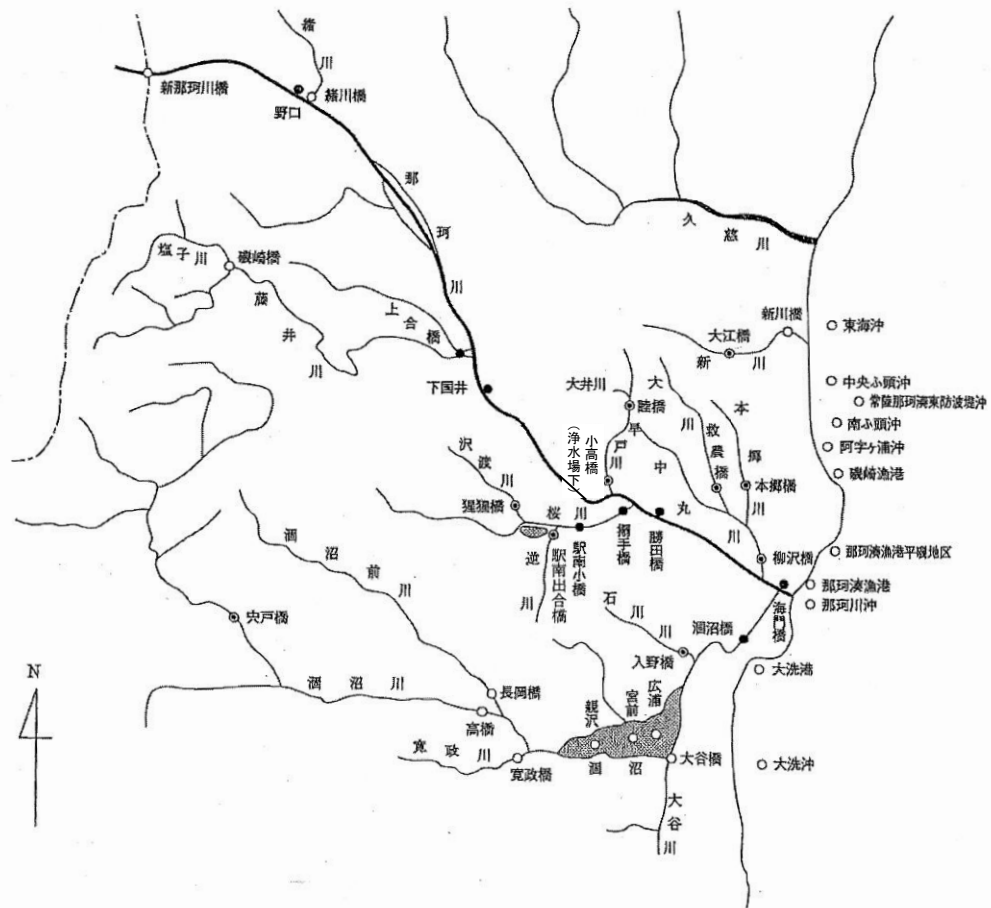 緒川
新那珂川橋
緒川橋
野口
那珂川
久慈川
塩子川
磯崎橋
藤井川
上合橋
新川橋
大江橋
新川
東海沖
下国井
大井川
睦橋
早戸川
大川
救農橋
本郷川
本郷橋
中丸川
中央ふ頭沖
常陸那珂湊東防波堤沖
南ふ頭沖
阿字ヶ浦沖
磯崎漁港
小高橋
(浄水場下)
沢渡川
猩猩橋
桜川
駅南小橋
搦手橋
勝田橋
逆川
駅南出合橋
柳沢橋
那珂湊漁港平磯地区
那珂湊漁港
那珂川沖
海門橋
涸沼前川
宍戸橋
石川川
涸沼橋
入野橋
大洗港
N
涸沼川
長岡橋
高橋
親沢
宮前
広浦
寛政川
寛政橋
涸沼
大谷橋
大洗沖
大谷川